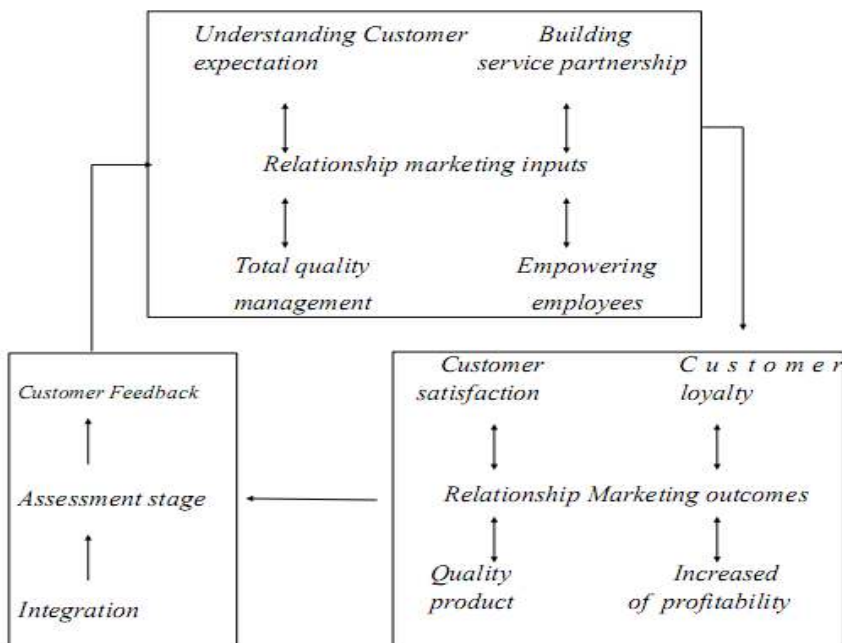 Understanding Customer
expectation
Building
service partnership
Relationship marketing inputs
Total quality
management
Empowering
employees
Customer Feedback
Assessment stage
Integration
Customer
satisfaction
Customer
loyalty
Relationship Marketing outcomes
Quality
product
Increased
of profitability